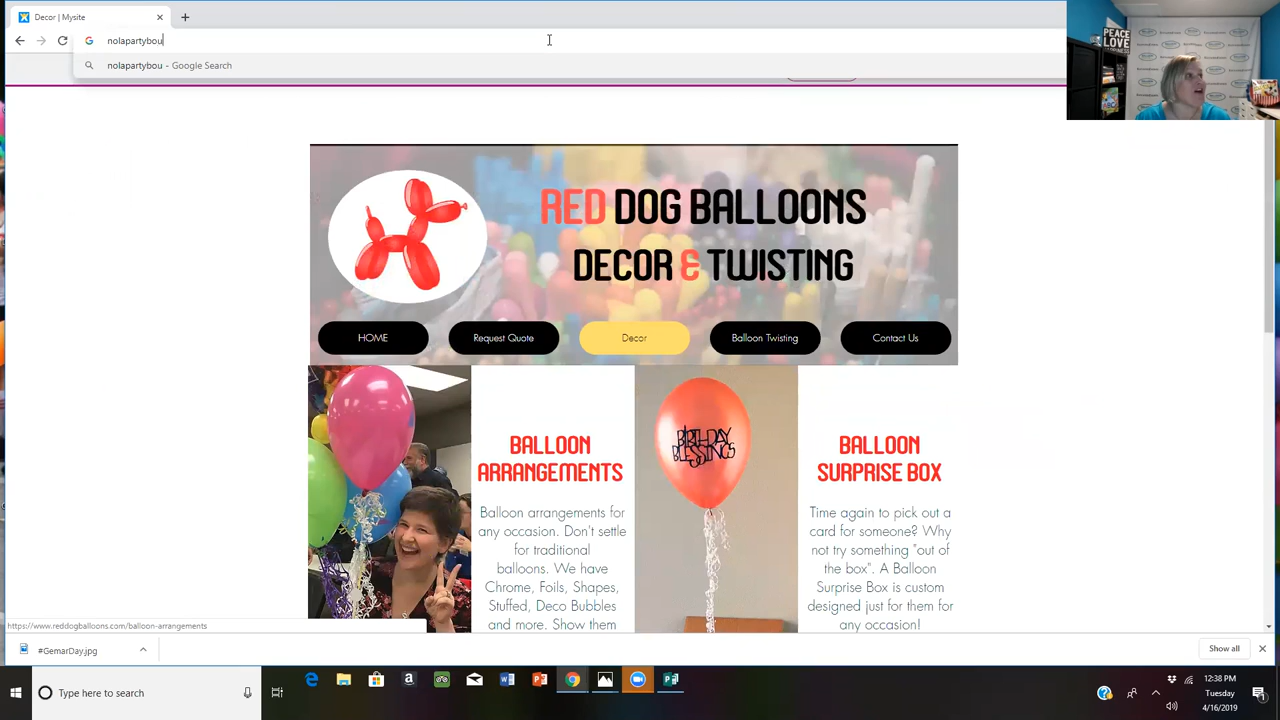 Decor | Mysite
nolapartybou
nolapartybou - Google Search
PEACE
LOVE
RED DOG BALLOONS
DECOR & TWISTING
HOME
Request Quote
Decor
Balloon Twisting
Contact Us
BALLOON
ARRANGEMENTS
Balloon arrangements for
any occasion. Don't settle
for traditional
balloons. We have
Chrome, Foils, Shapes,
Stuffed, Deco Bubbles
and more. Show them
BIRTHDAY
BLESSINGS
BALLOON
SURPRISE BOX
Time again to pick out a
card for someone? Why
not try something "out of
the box". A Balloon
Surprise Box is custom
designed just for them for
any occasion!
https://www.reddogballoons.com/balloon-arrangements
#GemarDay.jpg
Show all
Type here to search
12:38 PM
Tuesday
4/16/2019